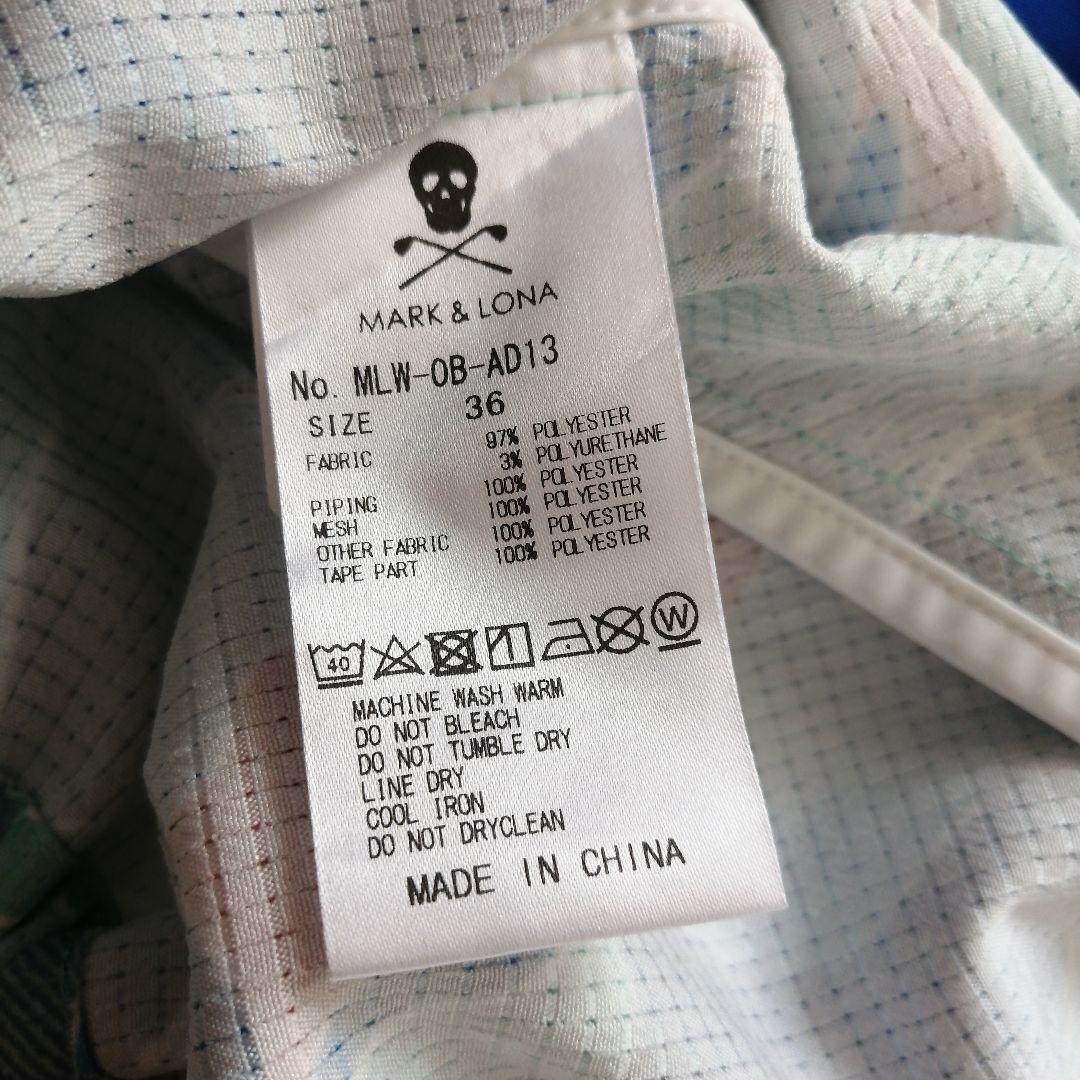 MARK & LONA
No. MLW-OB-AD13
SIZE 36
FABRIC 97% POLYESTER
3% POLYURETHANE
PIPING 100% POLYESTER
MESH 100% POLYESTER
OTHER FABRIC 100% POLYESTER
TAPE PART 100% POLYESTER
40 W
MACHINE WASH WARM
DO NOT BLEACH
DO NOT TUMBLE DRY
LINE DRY
COOL IRON
DO NOT DRYCLEAN
MADE IN CHINA